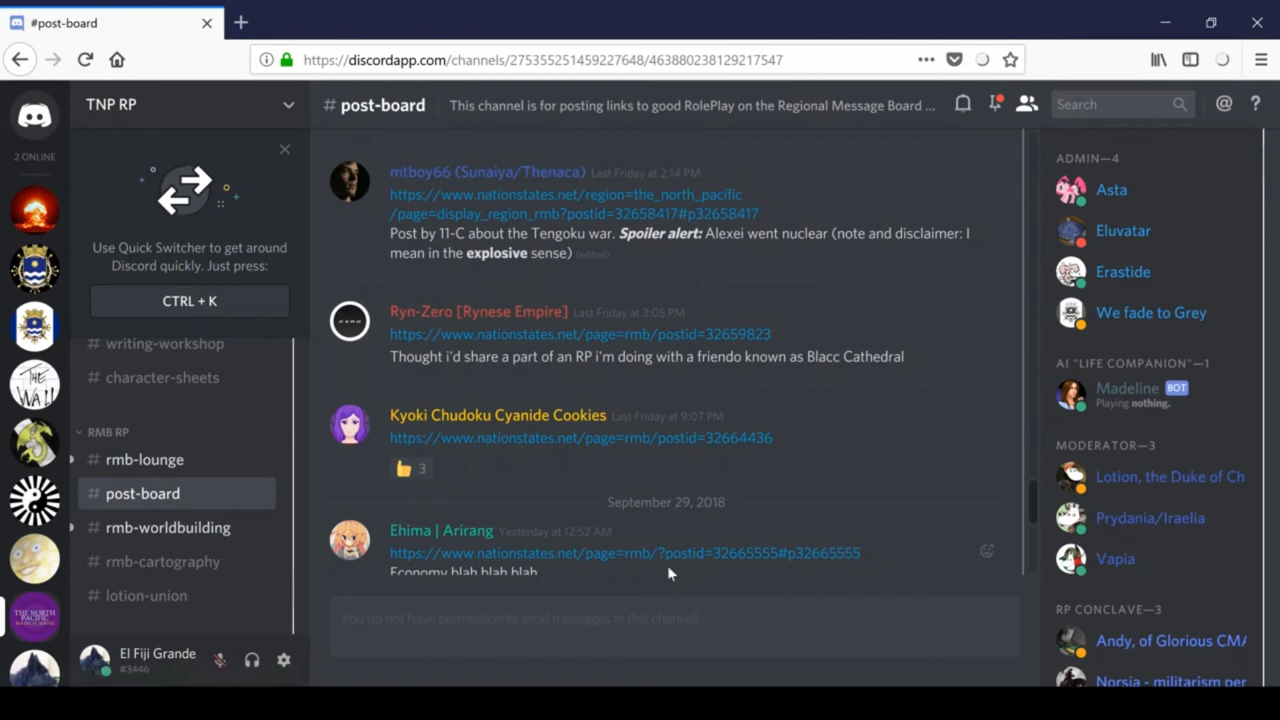 #post-board
https://discordapp.com/channels/275355251459227648/463880238129217547
2 ONLINE
THE WALL
THE NORTH
PACIFIC
TNP RP
Use Quick Switcher to get around
Discord quickly. Just press:
CTRL + K
writing-workshop
# character-sheets
RMB RP
# rmb-lounge
# post-board
# rmb-worldbuilding
# rmb-cartography
# lotion-union
El Fiji Grande
#3446
# post-board
This channel is for posting links to good RolePlay on the Regional Message Board ...
Search
mtboy66 (Sunaiya/Thenaca) Last Friday at 2:14 PM
https://www.nationstates.net/region=the_north_pacific
/page=display_region_rmb?postid=32658417#p32658417
Post by 11-C about the Tengoku war. Spoiler alert: Alexei went nuclear (note and disclaimer: I
mean in the explosive sense) (edited)
Ryn-Zero [Rynese Empire] Last Friday at 3:05 PM
https://www.nationstates.net/page=rmb/postid=32659823
Thought i'd share a part of an RP i'm doing with a friendo known as Blacc Cathedral
Kyoki Chudoku Cyanide Cookies Last Friday at 9:07 PM
https://www.nationstates.net/page=rmb/postid=32664436
3
September 29, 2018
Ehima | Arirang Yesterday at 12:52 AM
https://www.nationstates.net/page=rmb/?postid=32665555#p32665555
Economy blah blah blah
You do not have permission to send messages in this channel.
ADMIN—4
Asta
Eluvatar
Erastide
We fade to Grey
AI "LIFE COMPANION"—1
Madeline BOT
Playing nothing.
MODERATOR—3
Lotion, the Duke of Ch
Prydania/Iraelia
Vapia
RP CONCLAVE—3
Andy, of Glorious CMA
Norsia - militarism per